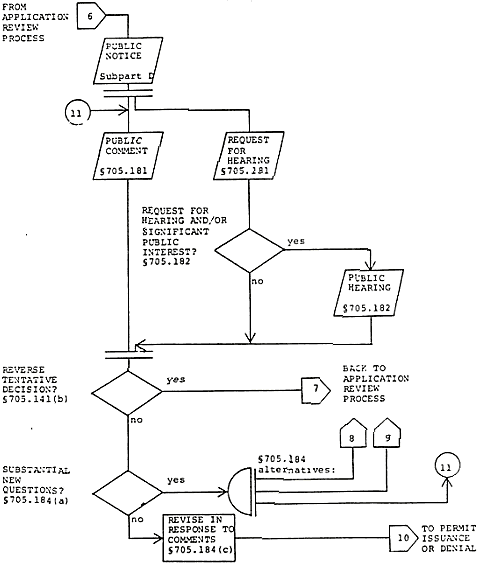 FROM
APPLICATION
REVIEW
PROCESS
6
PUBLIC
NOTICE
Subpart D
11
PUBLIC
COMMENT
§705.181
REQUEST
FOR
HEARING
§705.181
REQUEST FOR
HEARING AND/OR
SIGNIFICANT
PUBLIC
INTEREST?
§705.182
yes
no
PUBLIC
HEARING
§705.182
REVERSE
TENTATIVE
DECISION?
§705.141(b)
yes
no
7
BACK TO
APPLICATION
REVIEW
PROCESS
SUBSTANTIAL
NEW
QUESTIONS?
§705.184(a)
yes
no
§705.184
alternatives:
8
9
11
REVISE IN
RESPONSE TO
COMMENTS
§705.184(c)
10
TO PERMIT
ISSUANCE
OR DENIAL